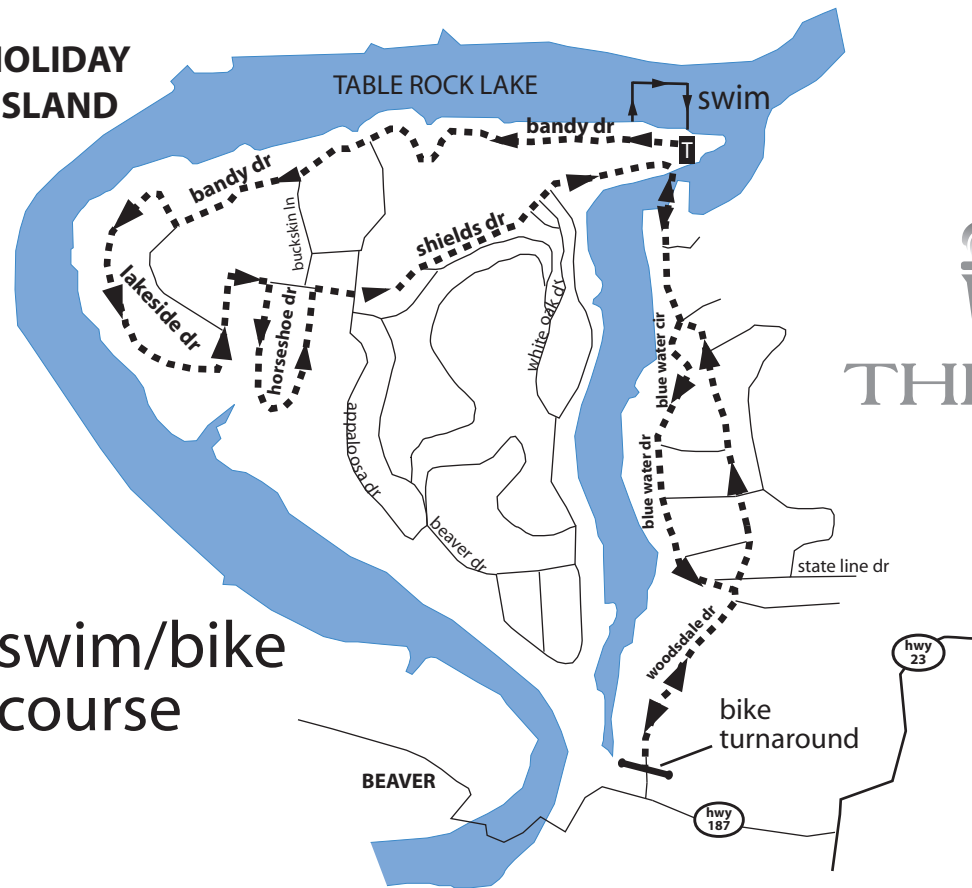 HOLIDAY
ISLAND
TABLE ROCK LAKE
swim
bandy dr
T
bandy dr
buckskin ln
shields dr
lakeside dr
horseshoe dr
white oak dr
blue water cir
appaloosa dr
blue water dr
beaver dr
state line dr
woodsdale dr
swim/bike
course
hwy
23
bike
turnaround
BEAVER
hwy
187